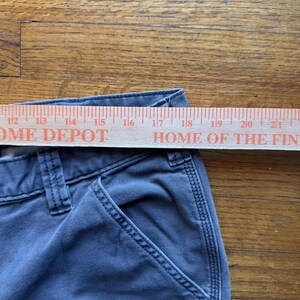 12 13 14 15 16 17 18 19 20 21
OME DEPOT HOME OF THE FIN